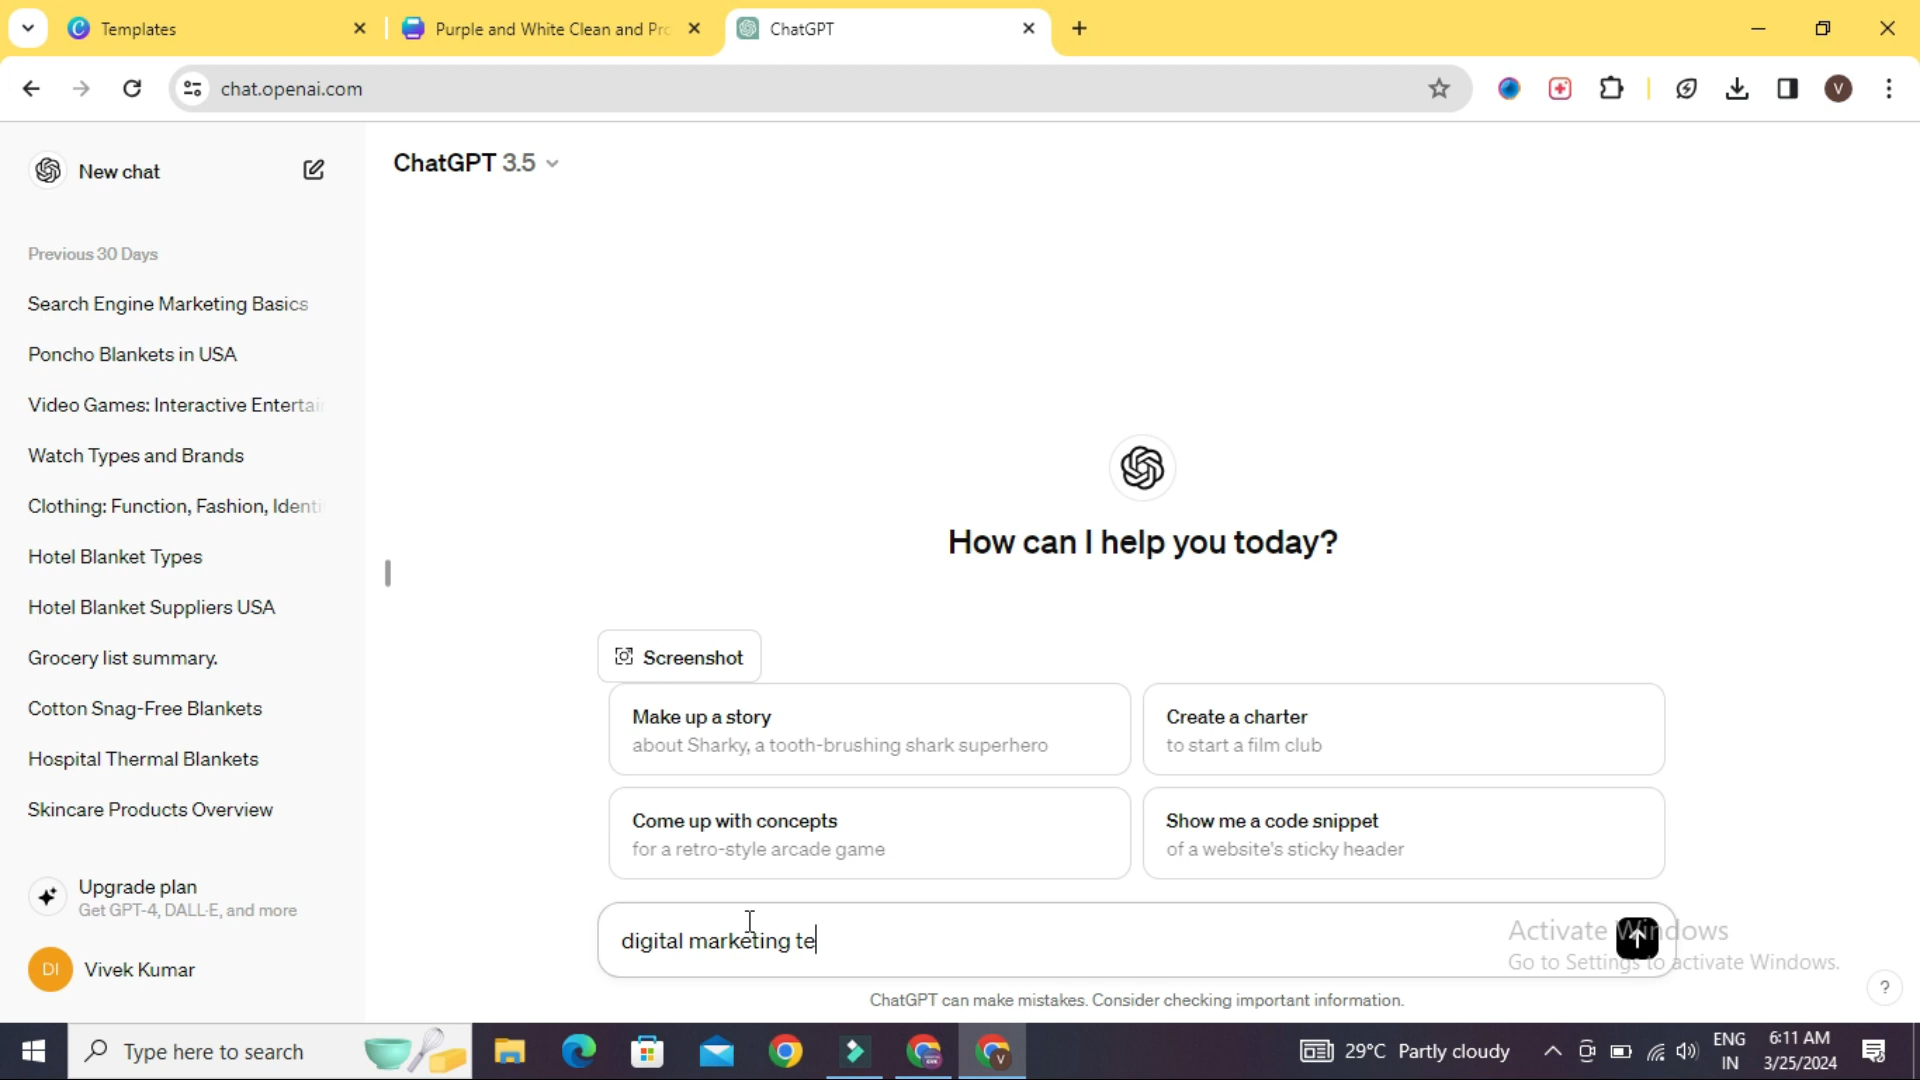 Templates
Purple and White Clean and Pro
ChatGPT
chat.openai.com
V
New chat
ChatGPT 3.5
Previous 30 Days
Search Engine Marketing Basics
Poncho Blankets in USA
Video Games: Interactive Entertai
Watch Types and Brands
Clothing: Function, Fashion, Identi
Hotel Blanket Types
Hotel Blanket Suppliers USA
Grocery list summary.
Cotton Snag-Free Blankets
Hospital Thermal Blankets
Skincare Products Overview
Upgrade plan
Get GPT-4, DALL·E, and more
DI
Vivek Kumar
How can I help you today?
Screenshot
Make up a story
about Sharky, a tooth-brushing shark superhero
Create a charter
to start a film club
Come up with concepts
for a retro-style arcade game
Show me a code snippet
of a website's sticky header
digital marketing te
Activate Windows
Go to Settings to activate Windows.
ChatGPT can make mistakes. Consider checking important information.
?
Type here to search
29°C Partly cloudy
ENG
IN
6:11 AM
3/25/2024